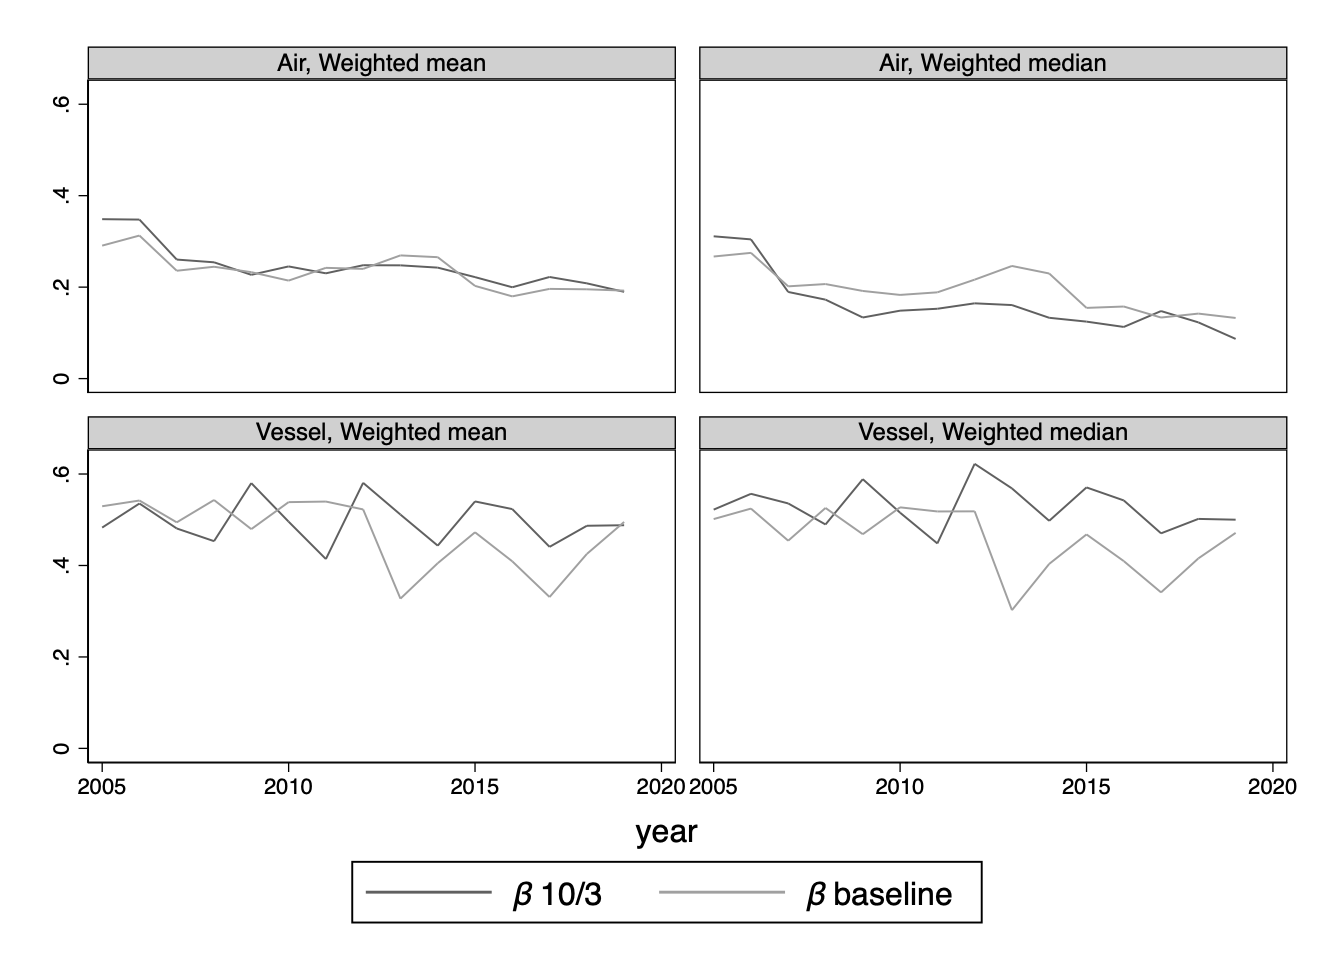 Air, Weighted mean
Air, Weighted median
.6
.4
.2
0
Vessel, Weighted mean
Vessel, Weighted median
.6
.4
.2
0
2005 2010 2015 2020 2005 2010 2015 2020
year
β 10/3 β baseline